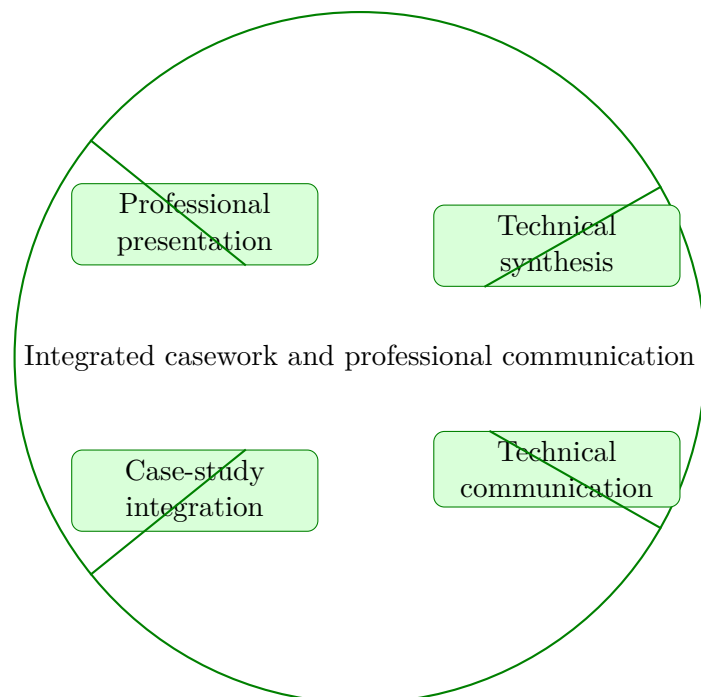 Professional
presentation
Technical
synthesis
Integrated casework and professional communication
Case-study
integration
Technical
communication